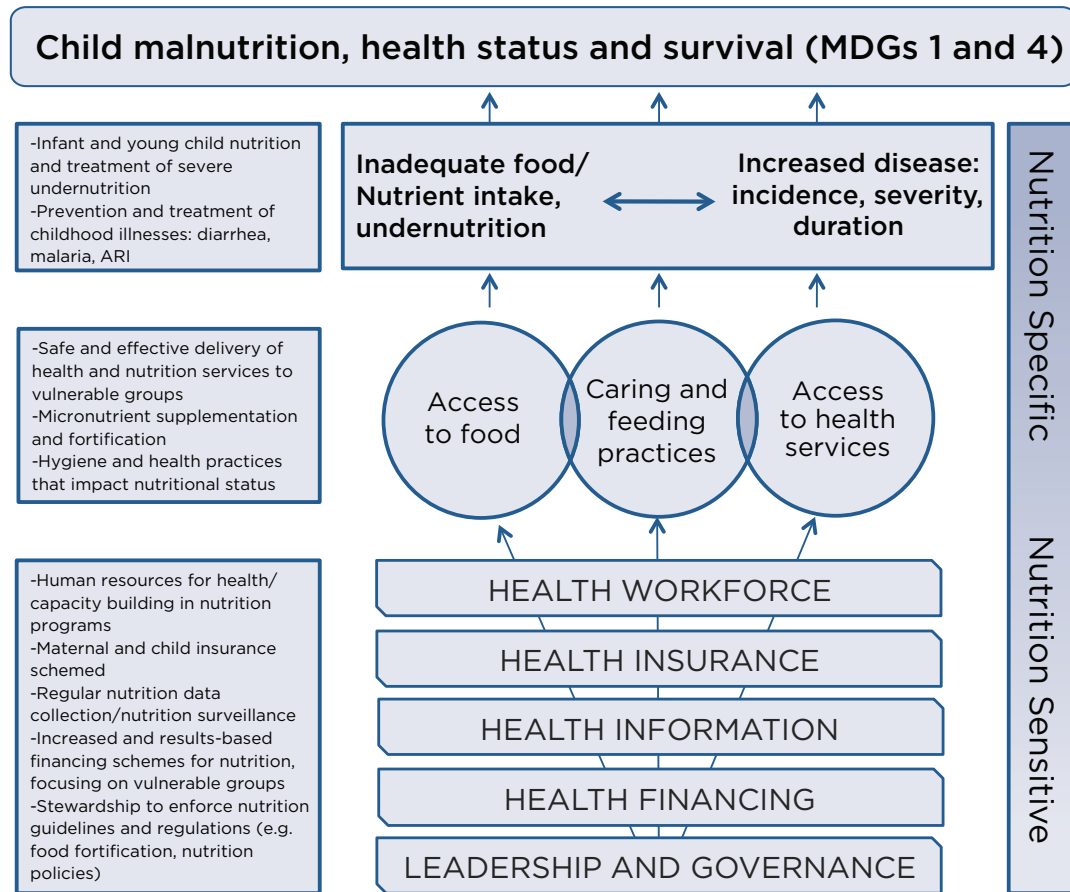 Child malnutrition, health status and survival (MDGs 1 and 4)
-Infant and young child nutrition
and treatment of severe
undernutrition
-Prevention and treatment of
childhood illnesses: diarrhea,
malaria, ARI
Inadequate food/
Nutrient intake,
undernutrition
Increased disease:
incidence, severity,
duration
Nutrition Specific
-Safe and effective delivery of
health and nutrition services to
vulnerable groups
-Micronutrient supplementation
and fortification
-Hygiene and health practices
that impact nutritional status
Access
to food
Caring and
feeding
practices
Access
to health
services
Nutrition Sensitive
-Human resources for health/
capacity building in nutrition
programs
-Maternal and child insurance
schemed
-Regular nutrition data
collection/nutrition surveillance
-Increased and results-based
financing schemes for nutrition,
focusing on vulnerable groups
-Stewardship to enforce nutrition
guidelines and regulations (e.g.
food fortification, nutrition
policies)
HEALTH WORKFORCE
HEALTH INSURANCE
HEALTH INFORMATION
HEALTH FINANCING
LEADERSHIP AND GOVERNANCE